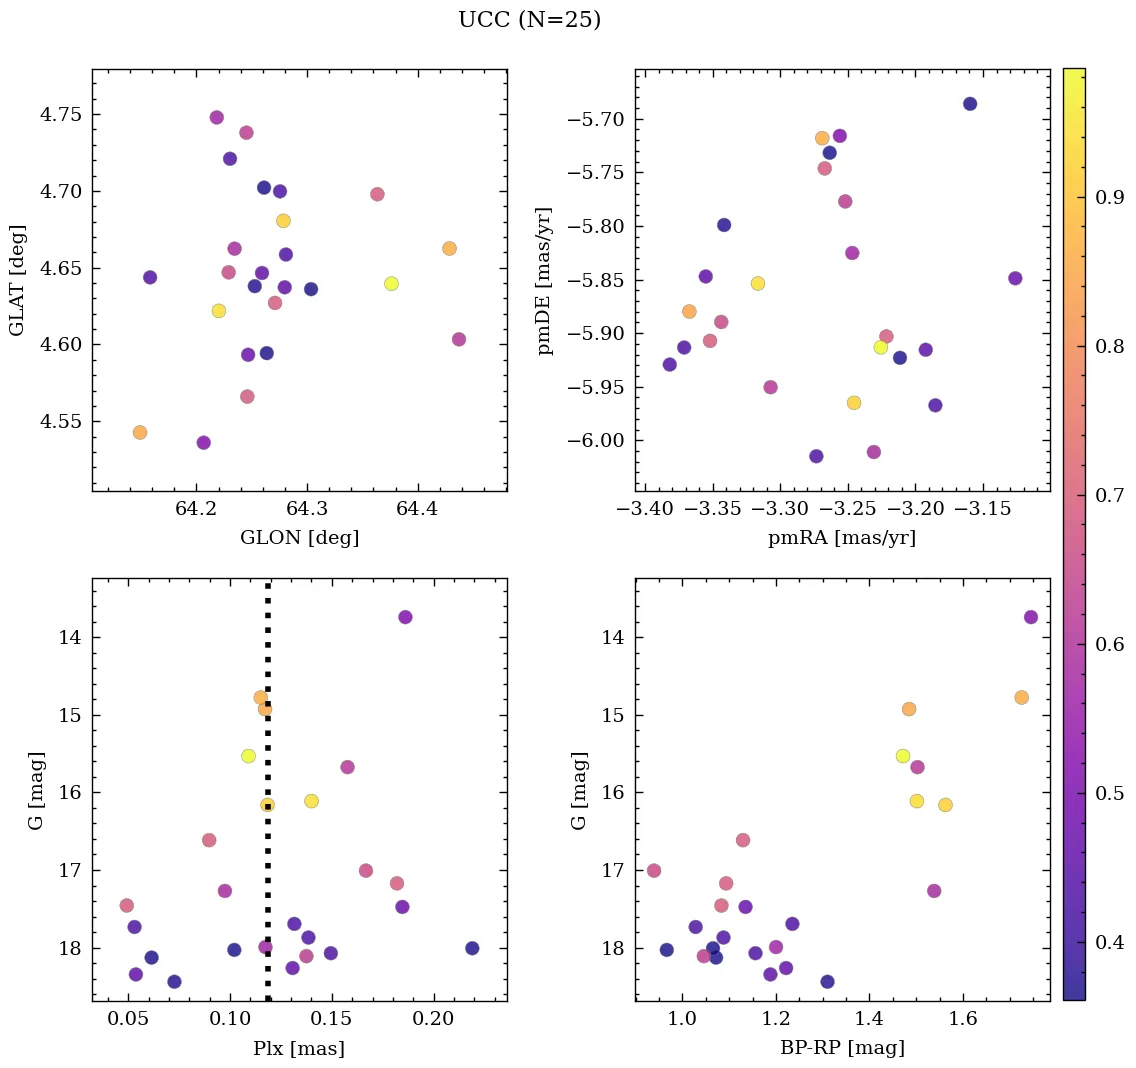 UCC (N=25)
4.75
4.70
4.65
4.60
4.55
GLAT [deg]
64.2 64.3 64.4
GLON [deg]
−5.70
−5.75
−5.80
−5.85
−5.90
−5.95
−6.00
pmDE [mas/yr]
−3.40 −3.35 −3.30 −3.25 −3.20 −3.15
pmRA [mas/yr]
14
15
16
17
18
G [mag]
0.05 0.10 0.15 0.20
Plx [mas]
14
15
16
17
18
G [mag]
1.0 1.2 1.4 1.6
BP-RP [mag]
0.9
0.8
0.7
0.6
0.5
0.4